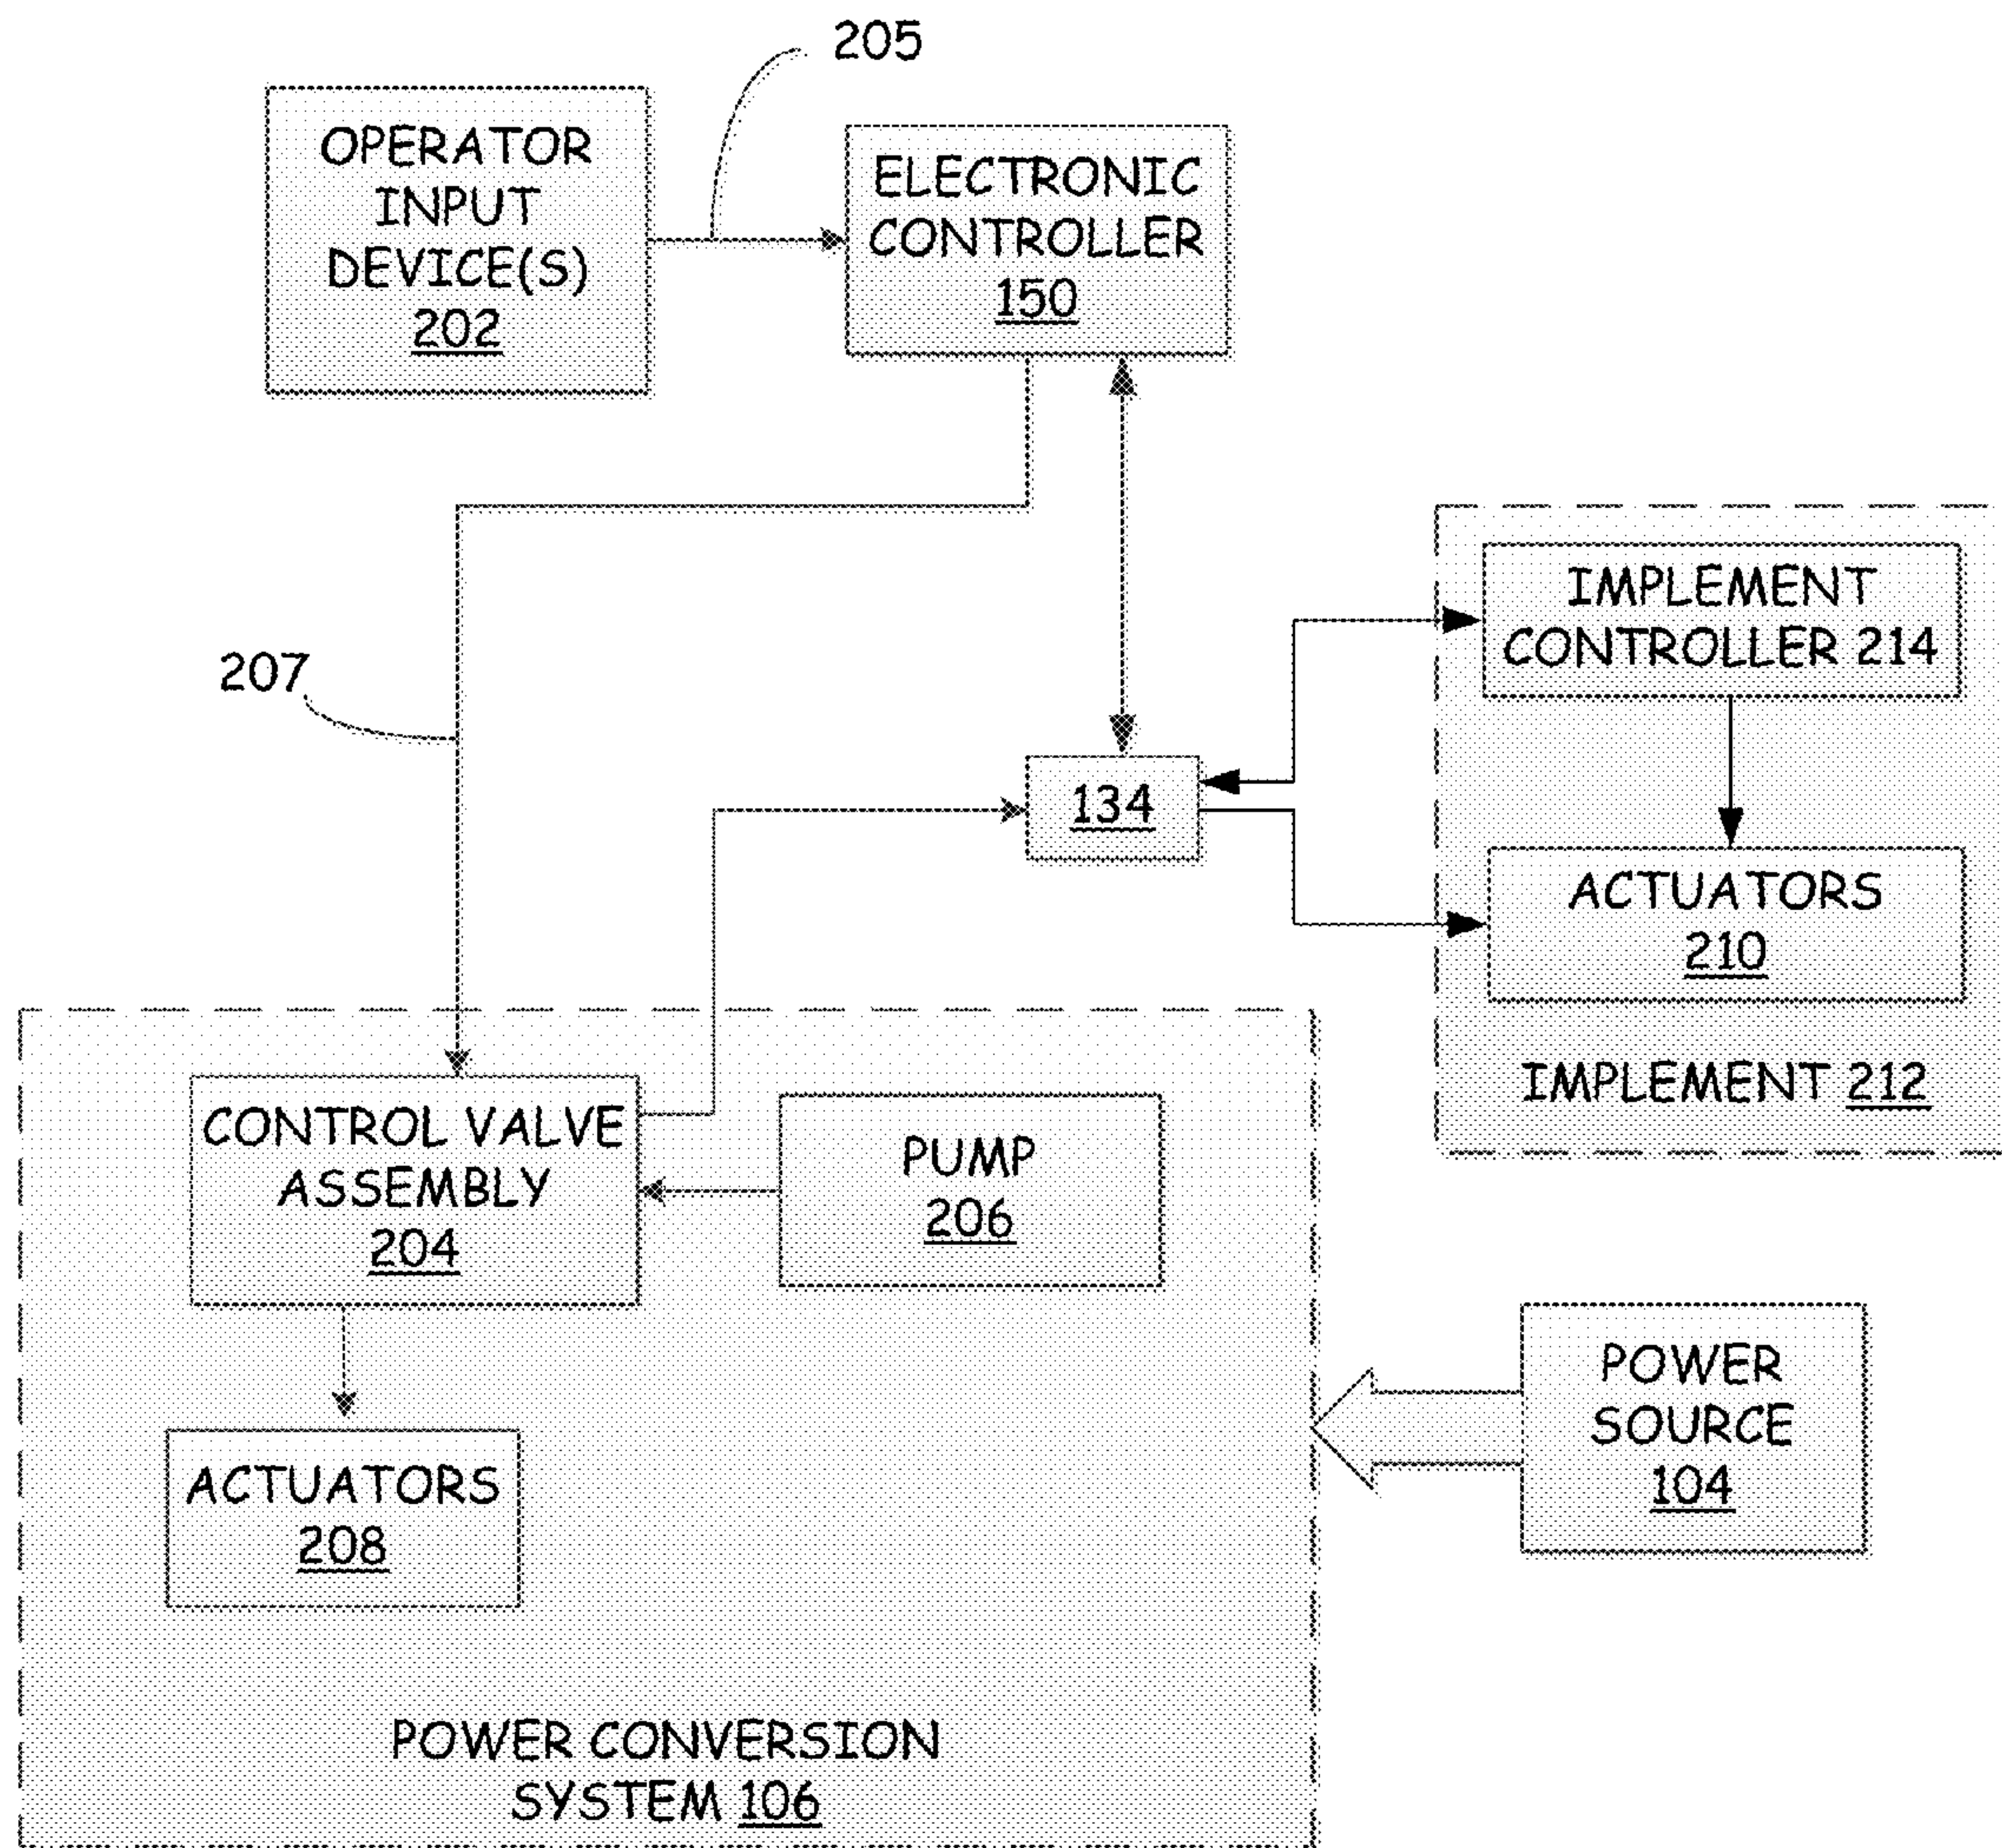 205
OPERATOR
INPUT
DEVICE(S)
202
ELECTRONIC
CONTROLLER
150
IMPLEMENT
CONTROLLER 214
207
134
ACTUATORS
210
IMPLEMENT 212
CONTROL VALVE
ASSEMBLY
204
PUMP
206
POWER
SOURCE
104
ACTUATORS
208
POWER CONVERSION
SYSTEM 106